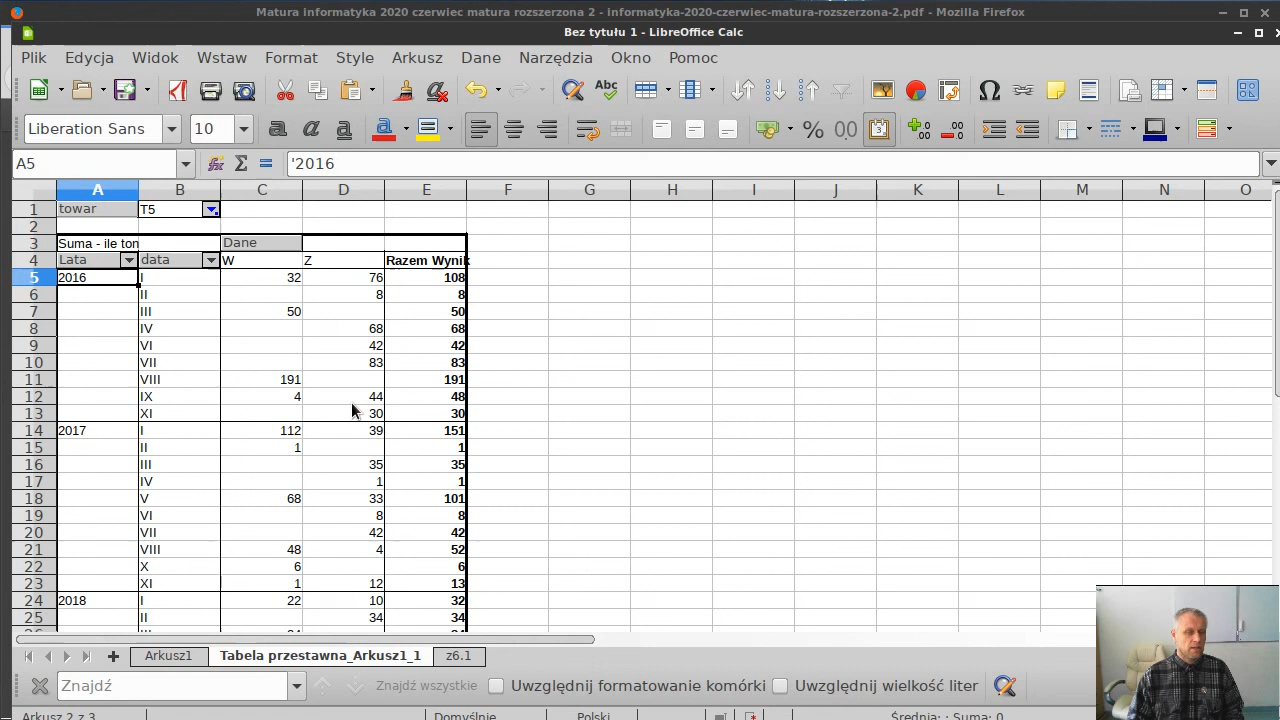 Matura informatyka 2020 czerwiec matura rozszerzona 2 - informatyka-2020-czerwiec-matura-rozszerzona-2.pdf - Mozilla Firefox
Bez tytułu 1 - LibreOffice Calc
Plik Edycja Widok Wstaw Format Style Arkusz Dane Narzędzia Okno Pomoc
Abc
Liberation Sans 10 a a a a % 00
A5 Σ = '2016
A B C D E F G H I J K L M N O
1 towar T5
2
3 Suma - ile ton Dane
4 Lata data W Z Razem Wynik
5 2016 I 32 76 108
6 II 8 8
7 III 50 50
8 IV 68 68
9 VI 42 42
10 VII 83 83
11 VIII 191 191
12 IX 4 44 48
13 XI 30 30
14 2017 I 112 39 151
15 II 1 1
16 III 35 35
17 IV 1 1
18 V 68 33 101
19 VI 8 8
20 VII 42 42
21 VIII 48 4 52
22 X 6 6
23 XI 1 12 13
24 2018 I 22 10 32
25 II 34 34
Arkusz1 Tabela przestawna_Arkusz1_1 z6.1
Znajdź Znajdź wszystkie Uwzględnij formatowanie komórki Uwzględnij wielkość liter
Arkusz 2 z 3 Domyślnie Polski Średnia: ; Suma: 0